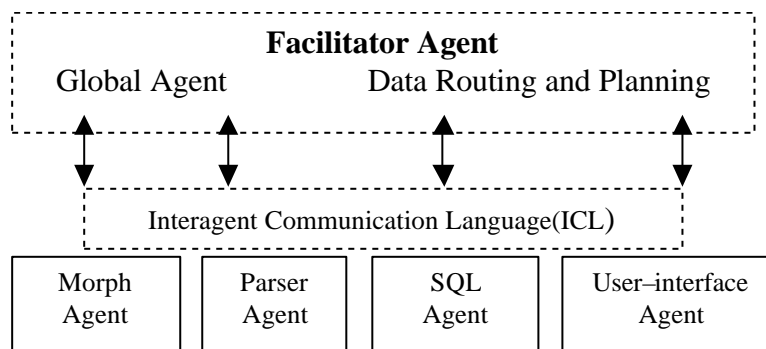 Facilitator Agent
Global Agent Data Routing and Planning
Interagent Communication Language(ICL)
Morph Parser SQL User–interface
Agent Agent Agent Agent